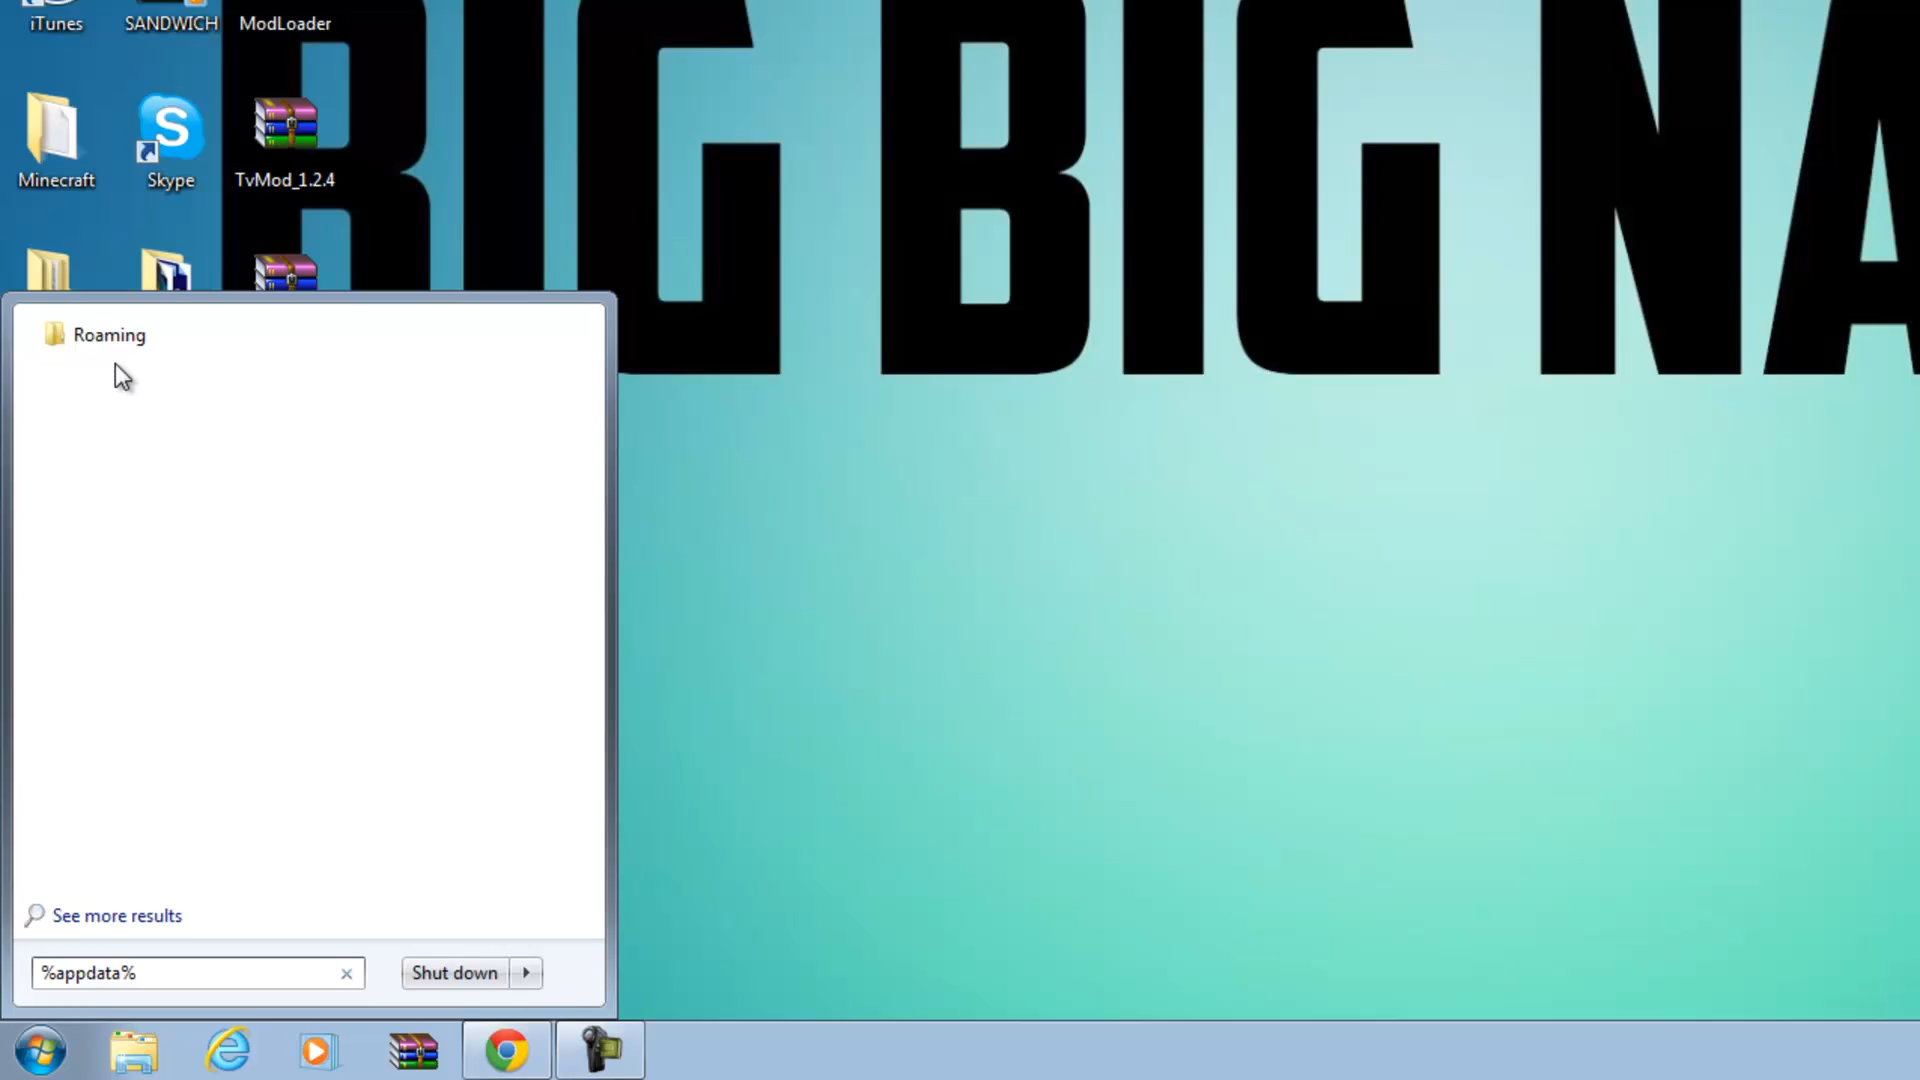 iTunes
SANDWICH
ModLoader
BIG BIG NA
Minecraft
Skype
TvMod_1.2.4
Roaming
See more results
%appdata%
Shut down